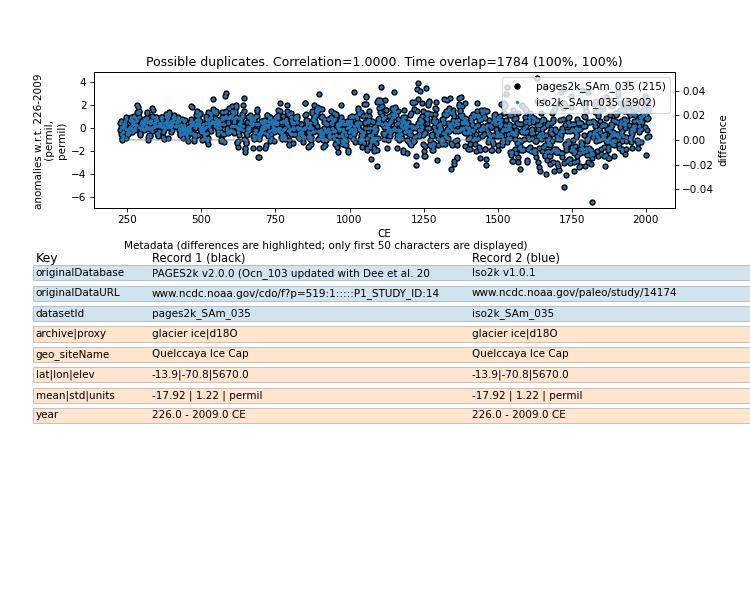 Possible duplicates. Correlation=1.0000. Time overlap=1784 (100%, 100%)
anomalies w.r.t. 226-2009
(permil,
permil)
4
2
0
−2
−4
−6
pages2k_SAm_035 (215)
iso2k_SAm_035 (3902)
0.04
0.02
0.00
−0.02
−0.04
difference
250 500 750 1000 1250 1500 1750 2000
CE
Metadata (differences are highlighted; only first 50 characters are displayed)
Key Record 1 (black) Record 2 (blue)
originalDatabase PAGES2k v2.0.0 (Ocn_103 updated with Dee et al. 20 Iso2k v1.0.1
originalDataURL www.ncdc.noaa.gov/cdo/f?p=519:1:::::P1_STUDY_ID:14 www.ncdc.noaa.gov/paleo/study/14174
datasetId pages2k_SAm_035 iso2k_SAm_035
archive|proxy glacier ice|d18O glacier ice|d18O
geo_siteName Quelccaya Ice Cap Quelccaya Ice Cap
lat|lon|elev -13.9|-70.8|5670.0 -13.9|-70.8|5670.0
mean|std|units -17.92 | 1.22 | permil -17.92 | 1.22 | permil
year 226.0 - 2009.0 CE 226.0 - 2009.0 CE